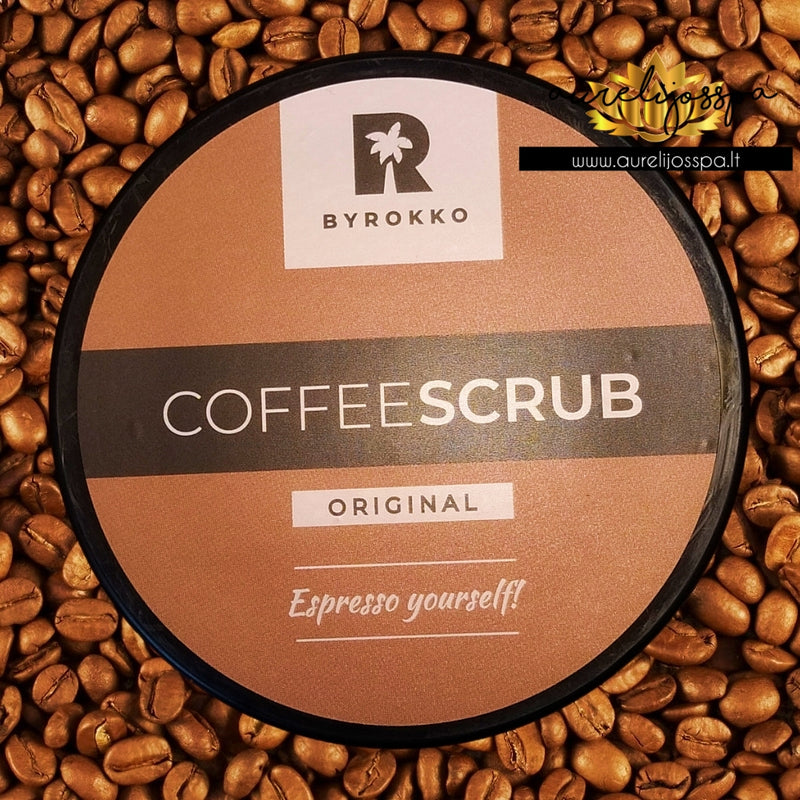 aurelijosspa
www.aurelijosspa.lt
R
BYROKKO
COFFEESCRUB
ORIGINAL
Espresso yourself!